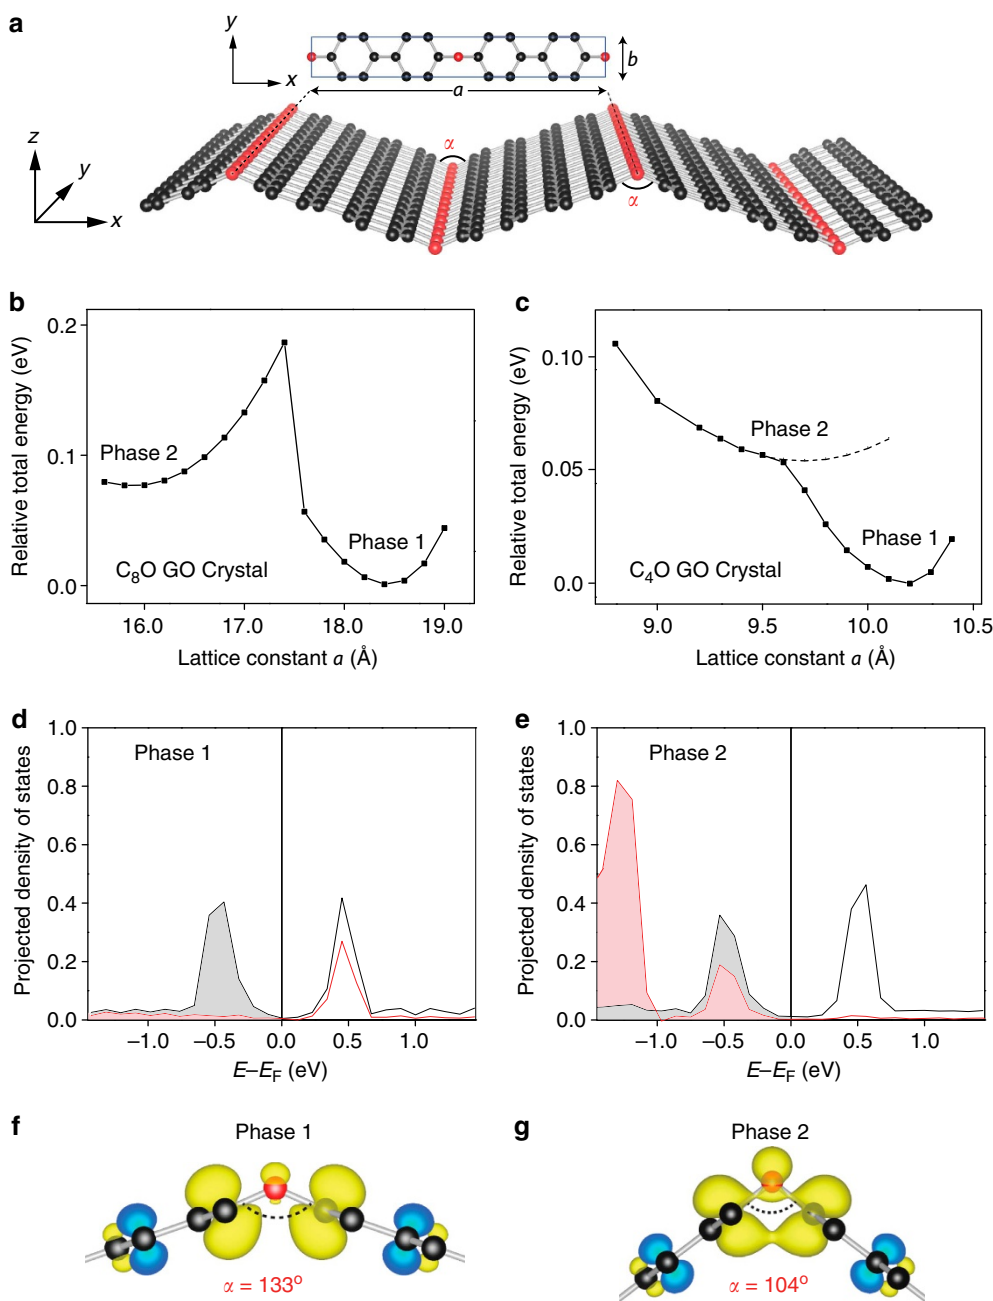 a
y
x
b
a
z
y
x
α
α
b
Relative total energy (eV)
0.2
0.1
0.0
Phase 2
Phase 1
C8O GO Crystal
16.0 17.0 18.0 19.0
Lattice constant a (Å)
c
Relative total energy (eV)
0.10
0.05
0.0
Phase 2
Phase 1
C4O GO Crystal
9.0 9.5 10.0 10.5
Lattice constant a (Å)
d
Projected density of states
1.0
0.8
0.6
0.4
0.2
0.0
Phase 1
−1.0 −0.5 0.0 0.5 1.0
E–EF (eV)
e
Projected density of states
1.0
0.8
0.6
0.4
0.2
0.0
Phase 2
−1.0 −0.5 0.0 0.5 1.0
E–EF (eV)
f
Phase 1
α = 133°
g
Phase 2
α = 104°